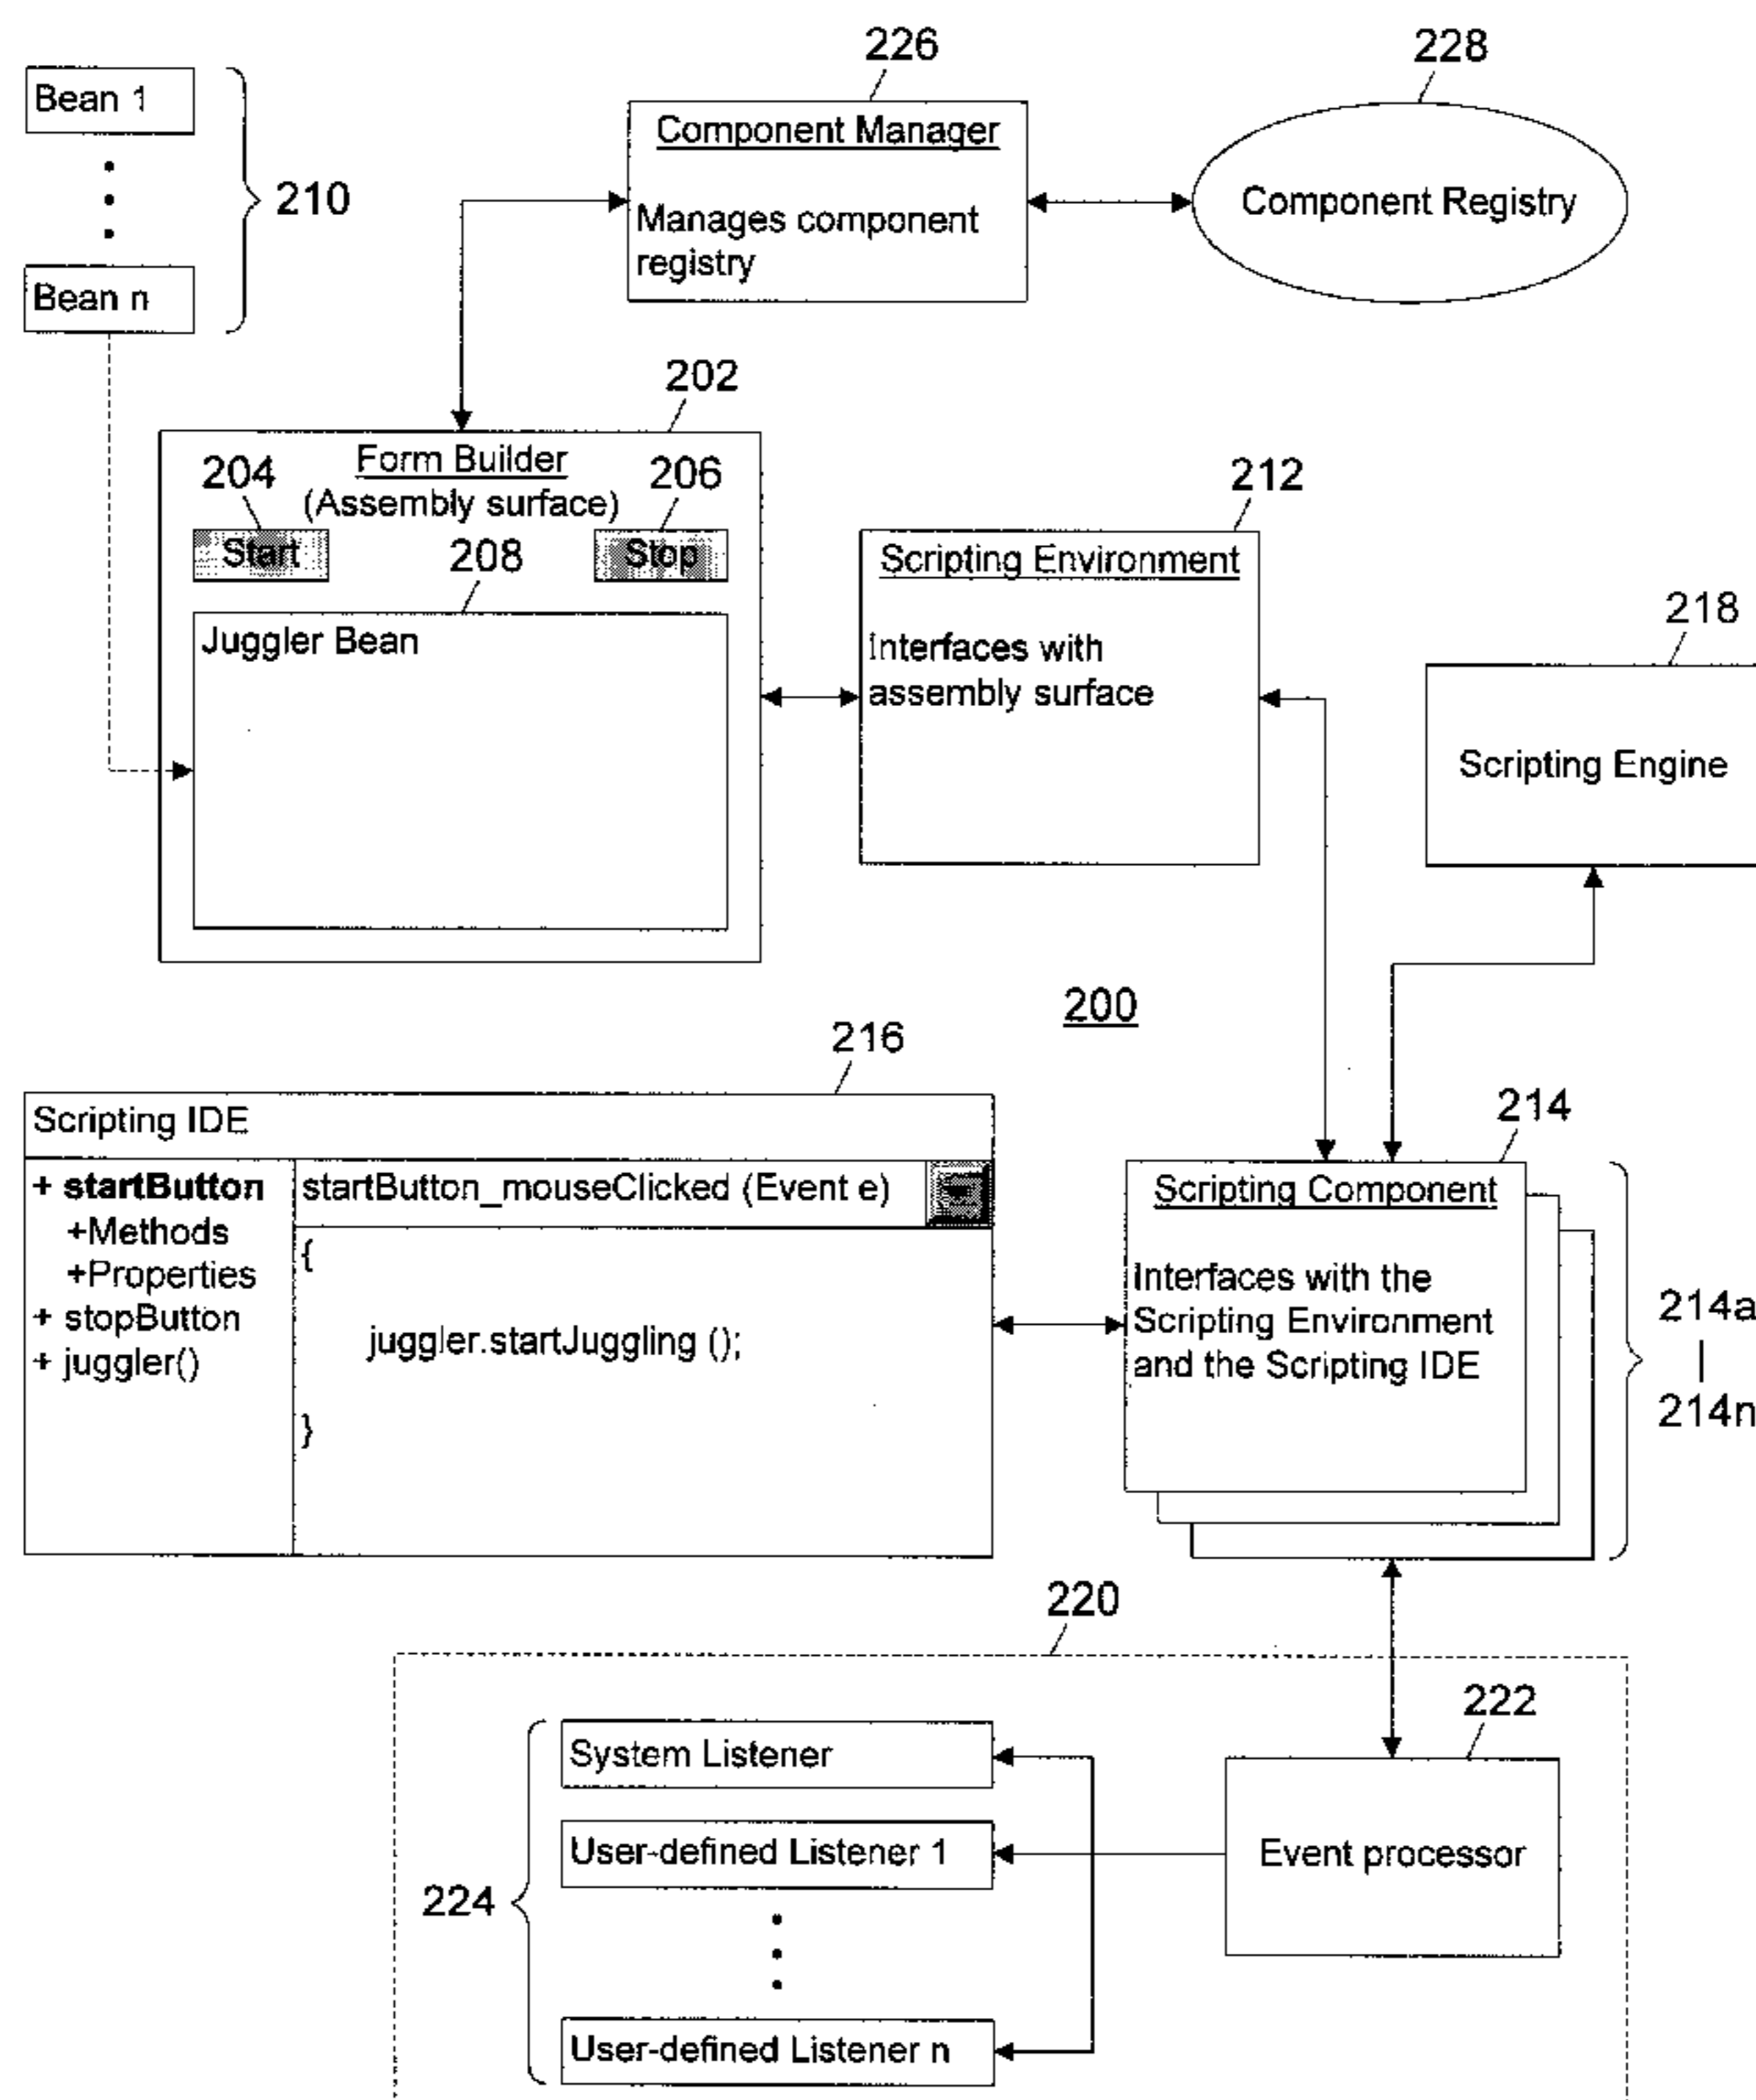 226
228
Bean 1
210
Bean n
Component Manager
Manages component
registry
Component Registry
202
Form Builder
(Assembly surface)
204
206
Start
Stop
208
Juggler Bean
212
Scripting Environment
Interfaces with
assembly surface
218
Scripting Engine
200
216
Scripting IDE
+ startButton
+Methods
+Properties
+ stopButton
+ juggler()
startButton_mouseClicked (Event e)
{
juggler.startJuggling ();
}
214
Scripting Component
Interfaces with the
Scripting Environment
and the Scripting IDE
214a
|
214n
220
222
224
System Listener
User-defined Listener 1
User-defined Listener n
Event processor